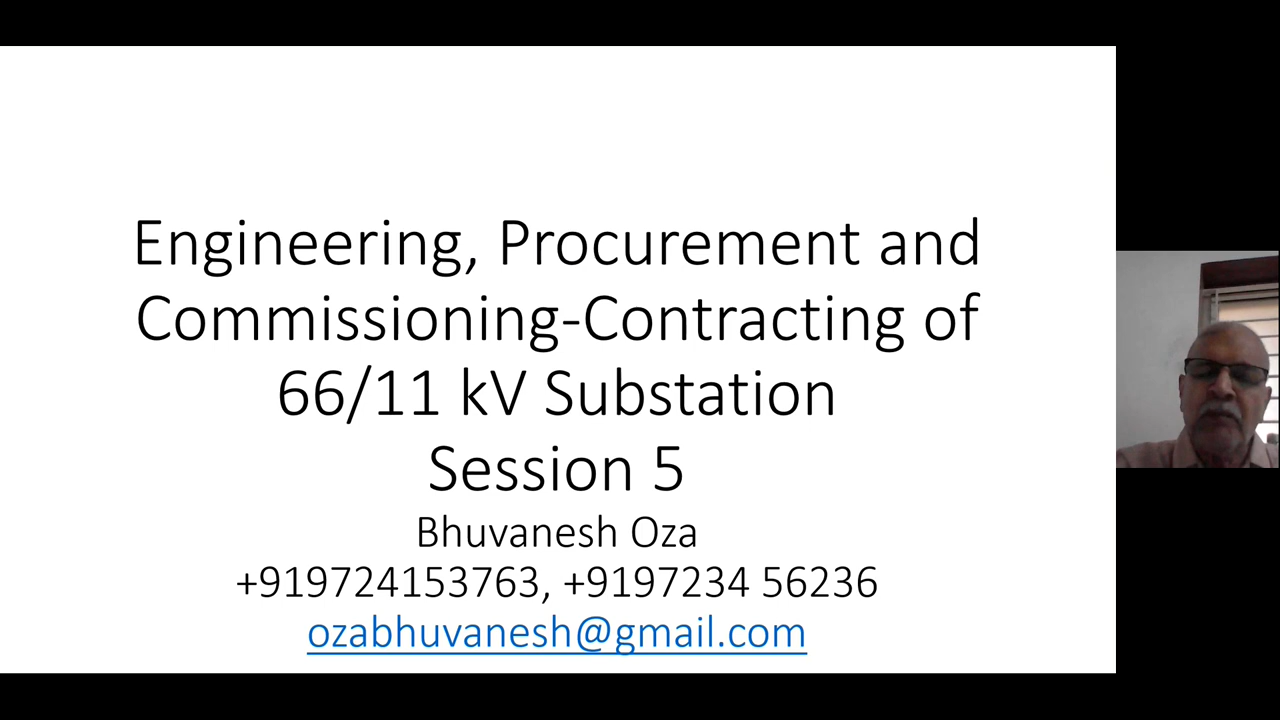 Engineering, Procurement and
Commissioning-Contracting of
66/11 kV Substation
Session 5
Bhuvanesh Oza
+919724153763, +9197234 56236
ozabhuvanesh@gmail.com